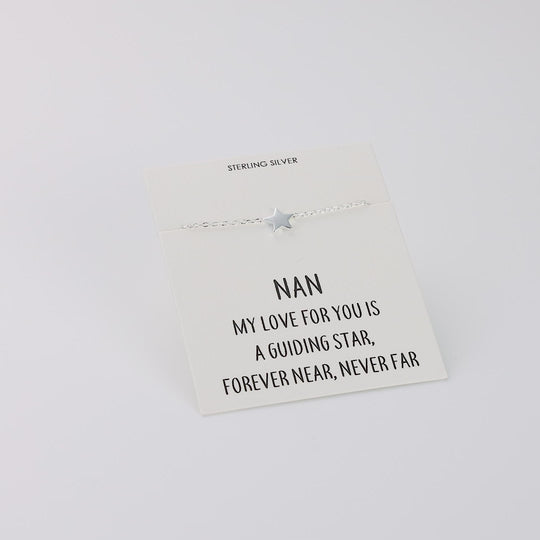 STERLING SILVER
NAN
MY LOVE FOR YOU IS
A GUIDING STAR,
FOREVER NEAR, NEVER FAR